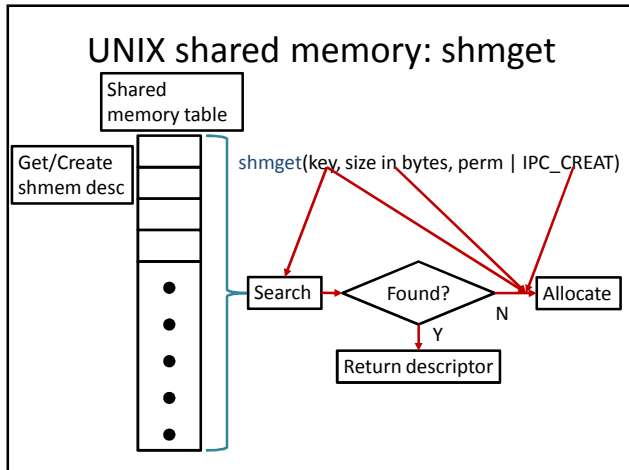 UNIX shared memory: shmget
Shared
memory table
Get/Create
shmem desc
shmget(key, size in bytes, perm | IPC_CREAT)
Search
Found?
N
Allocate
Y
Return descriptor